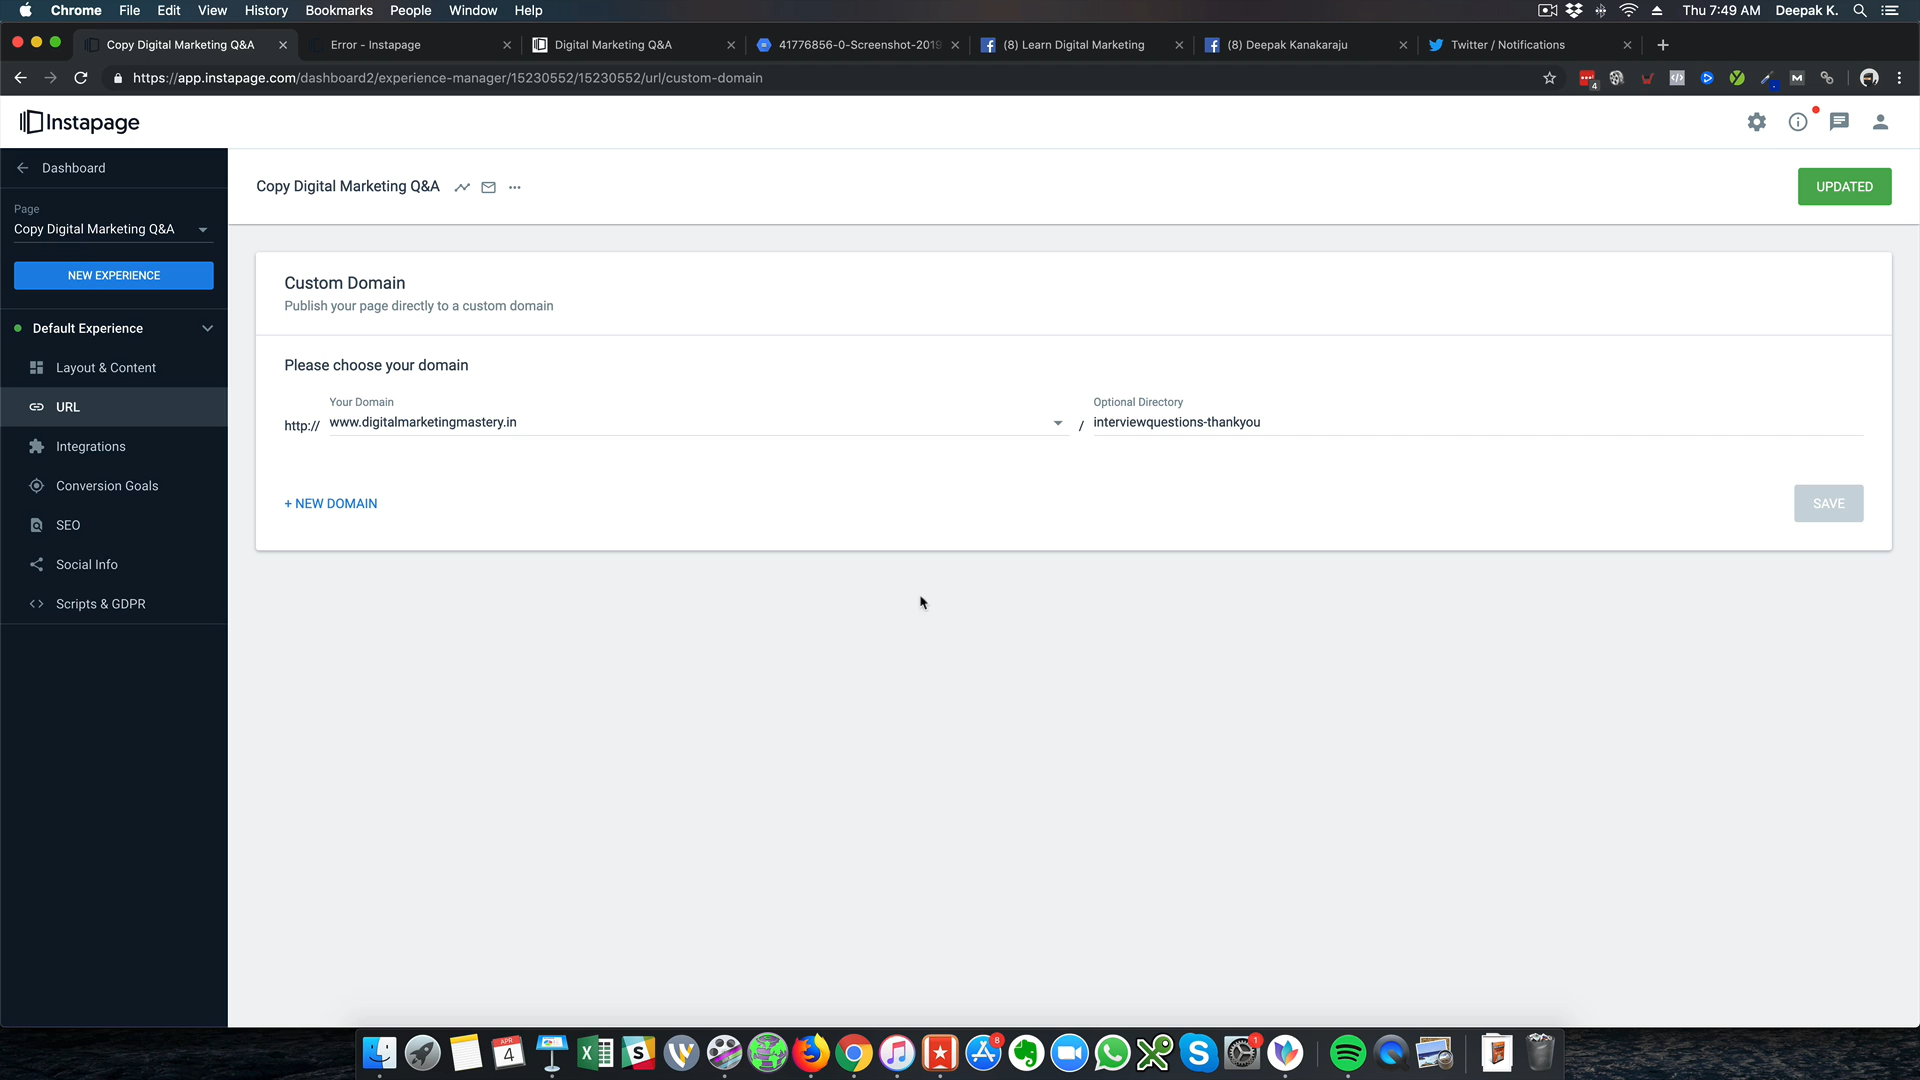 Chrome File Edit View History Bookmarks People Window Help Thu 7:49 AM Deepak K.
Copy Digital Marketing Q&A Error - Instapage Digital Marketing Q&A 41776856-0-Screenshot-2019 (8) Learn Digital Marketing (8) Deepak Kanakaraju Twitter / Notifications
https://app.instapage.com/dashboard2/experience-manager/15230552/15230552/url/custom-domain 4
Instapage
Dashboard
Copy Digital Marketing Q&A ... UPDATED
Page
Copy Digital Marketing Q&A
NEW EXPERIENCE
Default Experience
Layout & Content
URL
Integrations
Conversion Goals
SEO
Social Info
Scripts & GDPR
Custom Domain
Publish your page directly to a custom domain
Please choose your domain
Your Domain Optional Directory
http:// www.digitalmarketingmastery.in / interviewquestions-thankyou
+ NEW DOMAIN SAVE
APR
4
8
1